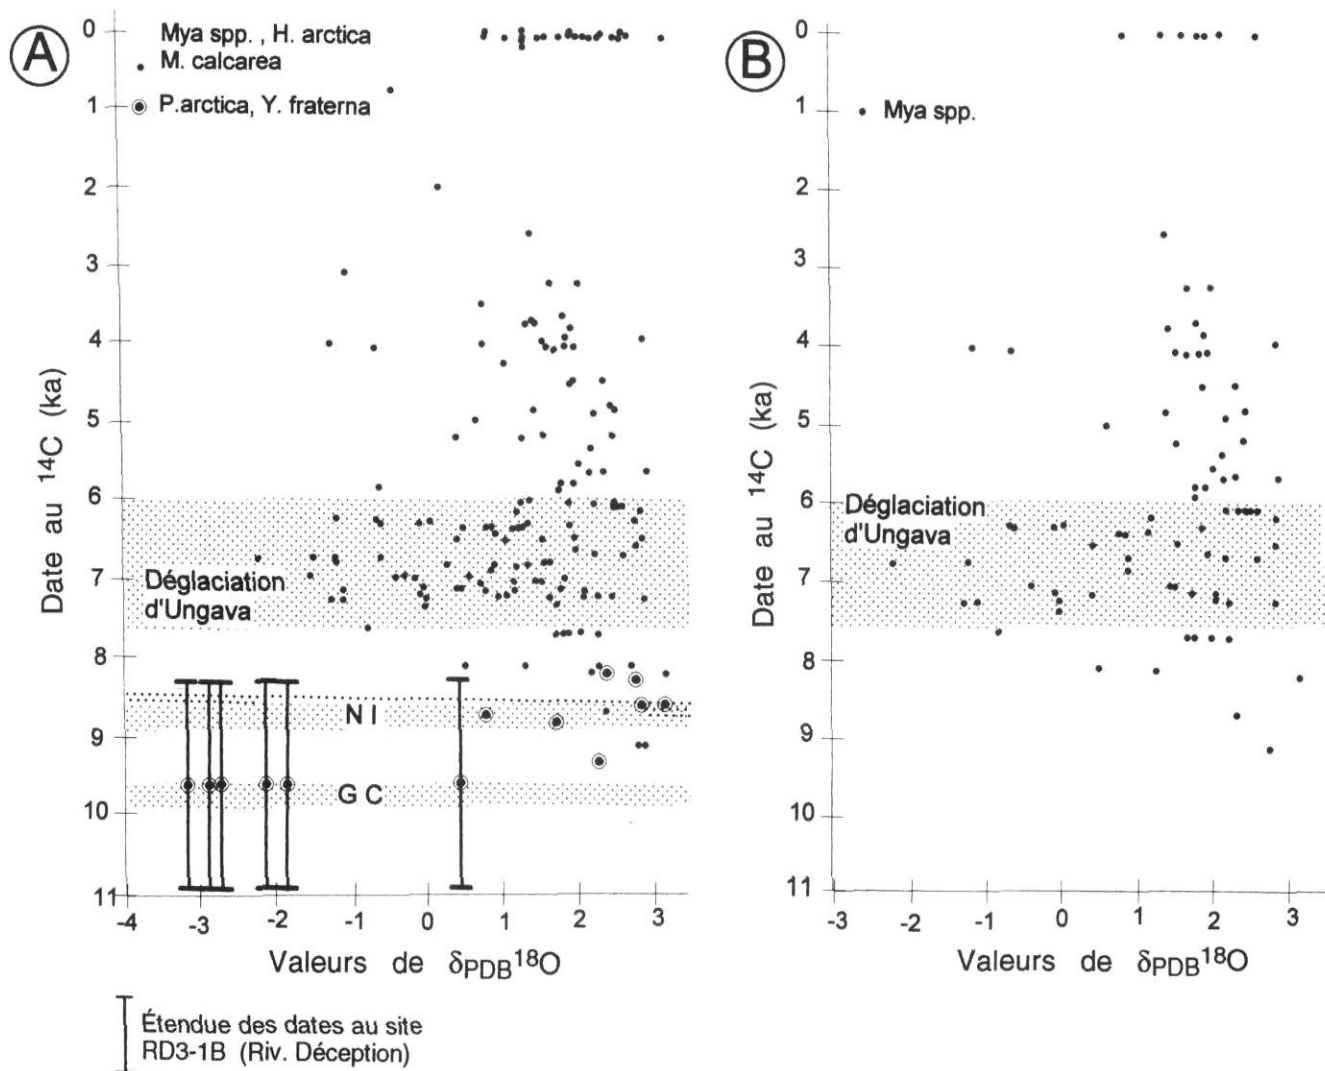 A
Mya spp. , H. arctica
M. calcarea
P.arctica, Y. fraterna
Date au 14C (ka)
0
1
2
3
4
5
6
7
8
9
10
11
Déglaciation
d'Ungava
N I
G C
-4
-3
-2
-1
0
1
2
3
Valeurs de δPDB18O
Étendue des dates au site
RD3-1B (Riv. Déception)
B
Mya spp.
Date au 14C (ka)
0
1
2
3
4
5
6
7
8
9
10
11
Déglaciation
d'Ungava
-3
-2
-1
0
1
2
3
Valeurs de δPDB18O